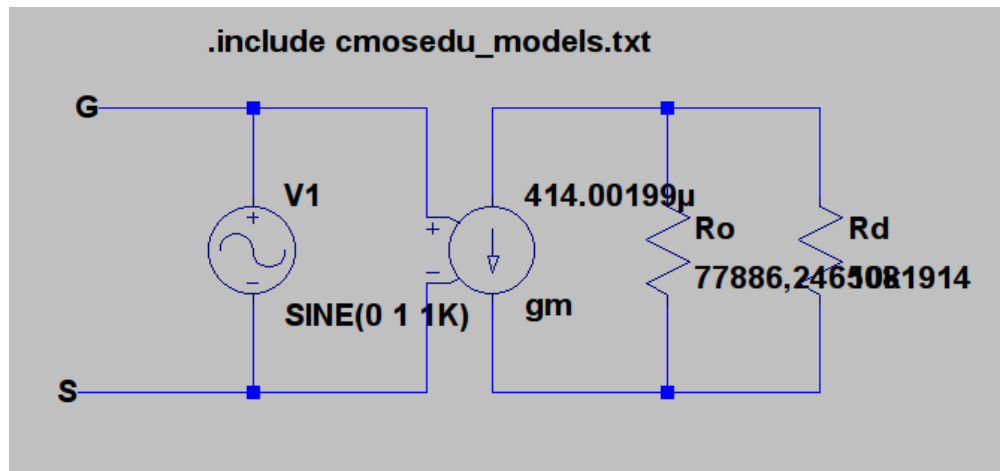 .include cmosedu_models.txt
G
V1
414.00199µ
Ro
Rd
SINE(0 1 1K)
gm
S